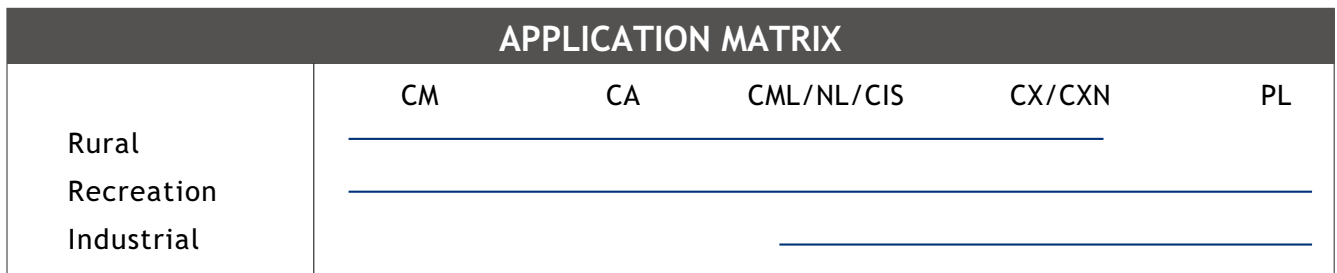 APPLICATION MATRIX
CM CA CML/NL/CIS CX/CXN PL
Rural
Recreation
Industrial